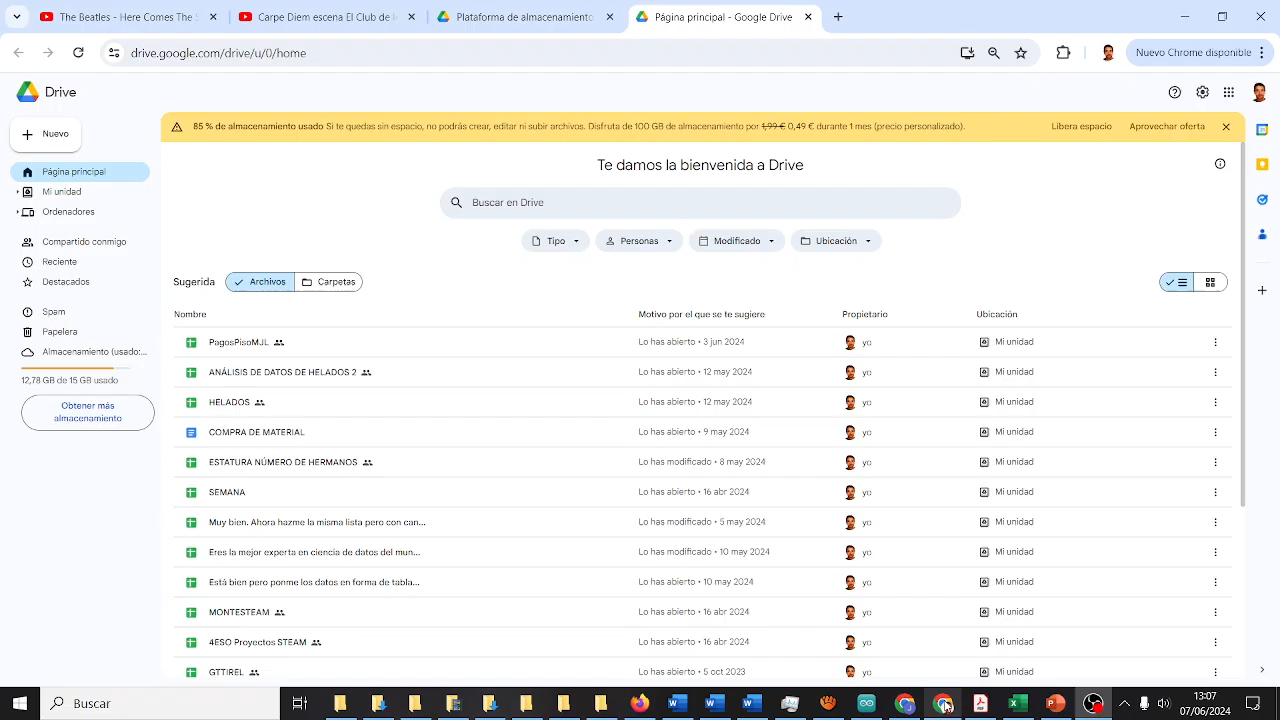 The Beatles - Here Comes The S
Carpe Diem escena El Club de l
Plataforma de almacenamiento
Página principal - Google Drive
drive.google.com/drive/u/0/home
Nuevo Chrome disponible
Drive
Nuevo
85 % de almacenamiento usado Si te quedas sin espacio, no podrás crear, editar ni subir archivos. Disfruta de 100 GB de almacenamiento por 1,99 € 0,49 € durante 1 mes (precio personalizado).
Libera espacio
Aprovechar oferta
Te damos la bienvenida a Drive
Página principal
Mi unidad
Ordenadores
Compartido conmigo
Reciente
Destacados
Spam
Papelera
Almacenamiento (usado:...
12,78 GB de 15 GB usado
Obtener más
almacenamiento
Buscar en Drive
Tipo
Personas
Modificado
Ubicación
Sugerida
Archivos
Carpetas
Nombre
Motivo por el que se te sugiere
Propietario
Ubicación
PagosPisoMJL
Lo has abierto • 3 jun 2024
yo
Mi unidad
ANÁLISIS DE DATOS DE HELADOS 2
Lo has abierto • 12 may 2024
yo
Mi unidad
HELADOS
Lo has abierto • 12 may 2024
yo
Mi unidad
COMPRA DE MATERIAL
Lo has abierto • 9 may 2024
yo
Mi unidad
ESTATURA NÚMERO DE HERMANOS
Lo has modificado • 8 may 2024
yo
Mi unidad
SEMANA
Lo has abierto • 16 abr 2024
yo
Mi unidad
Muy bien. Ahora hazme la misma lista pero con can...
Lo has modificado • 5 may 2024
yo
Mi unidad
Eres la mejor experta en ciencia de datos del mun...
Lo has modificado • 10 may 2024
yo
Mi unidad
Está bien pero ponme los datos en forma de tabla...
Lo has abierto • 10 may 2024
yo
Mi unidad
MONTESTEAM
Lo has abierto • 16 abr 2024
yo
Mi unidad
4ESO Proyectos STEAM
Lo has abierto • 16 abr 2024
yo
Mi unidad
GTTIREL
Lo has abierto • 5 oct 2023
yo
Mi unidad
Buscar
13:07
07/06/2024